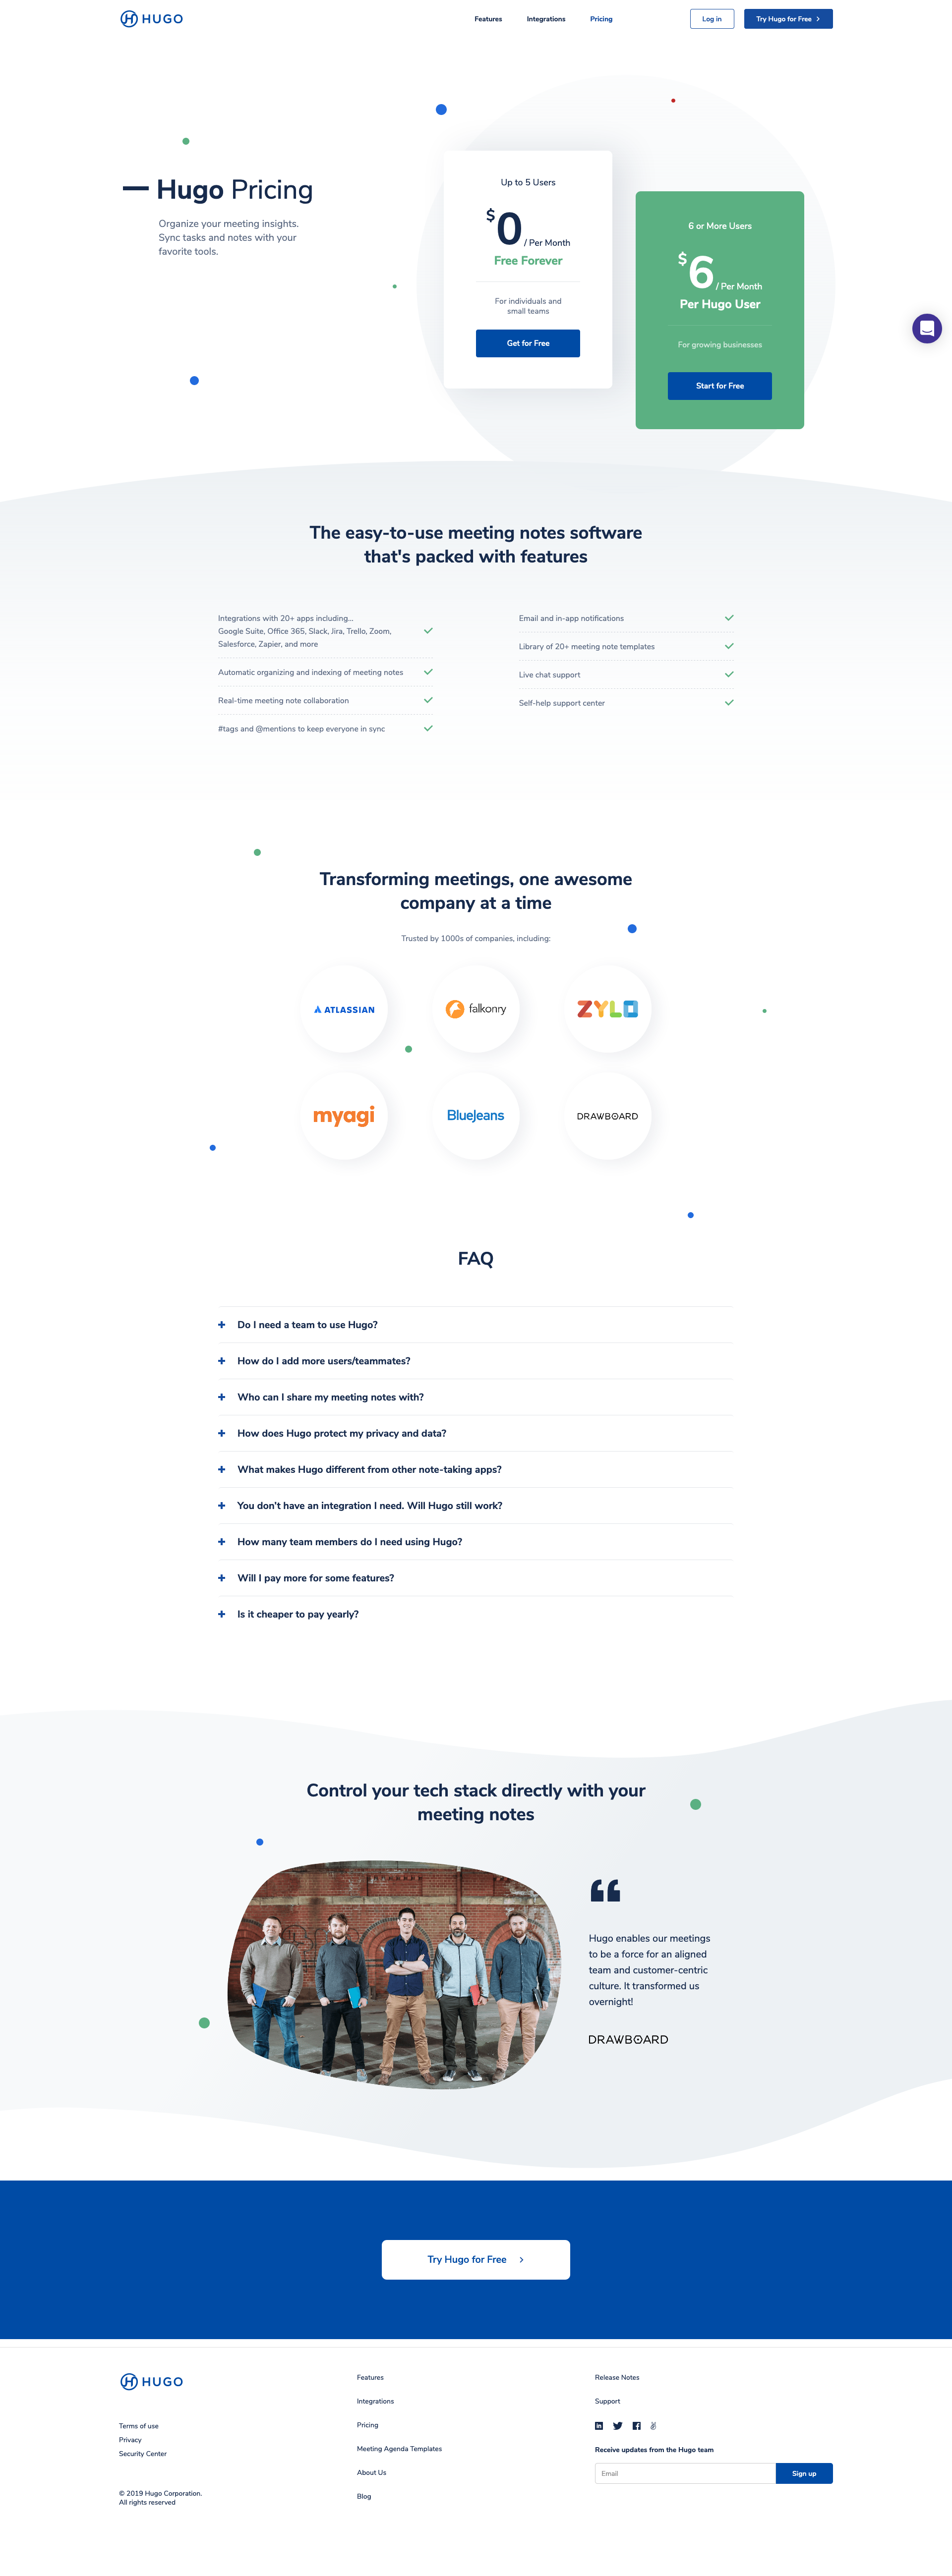 HUGO
Features
Integrations
Pricing
Log in
Try Hugo for Free
Hugo Pricing
Organize your meeting insights.
Sync tasks and notes with your
favorite tools.
Up to 5 Users
$0 / Per Month
Free Forever
For individuals and
small teams
Get for Free
6 or More Users
$6 / Per Month
Per Hugo User
For growing businesses
Start for Free
The easy-to-use meeting notes software
that's packed with features
Integrations with 20+ apps including...
Google Suite, Office 365, Slack, Jira, Trello, Zoom,
Salesforce, Zapier, and more
Automatic organizing and indexing of meeting notes
Real-time meeting note collaboration
#tags and @mentions to keep everyone in sync
Email and in-app notifications
Library of 20+ meeting note templates
Live chat support
Self-help support center
Transforming meetings, one awesome
company at a time
Trusted by 1000s of companies, including:
ATLASSIAN
falkonry
ZYLO
myagi
BlueJeans
DRAWBOARD
FAQ
Do I need a team to use Hugo?
How do I add more users/teammates?
Who can I share my meeting notes with?
How does Hugo protect my privacy and data?
What makes Hugo different from other note-taking apps?
You don't have an integration I need. Will Hugo still work?
How many team members do I need using Hugo?
Will I pay more for some features?
Is it cheaper to pay yearly?
Control your tech stack directly with your
meeting notes
“
Hugo enables our meetings
to be a force for an aligned
team and customer-centric
culture. It transformed us
overnight!
DRAWBOARD
Try Hugo for Free
HUGO
Terms of use
Privacy
Security Center
© 2019 Hugo Corporation.
All rights reserved
Features
Integrations
Pricing
Meeting Agenda Templates
About Us
Blog
Release Notes
Support
Receive updates from the Hugo team
Email
Sign up